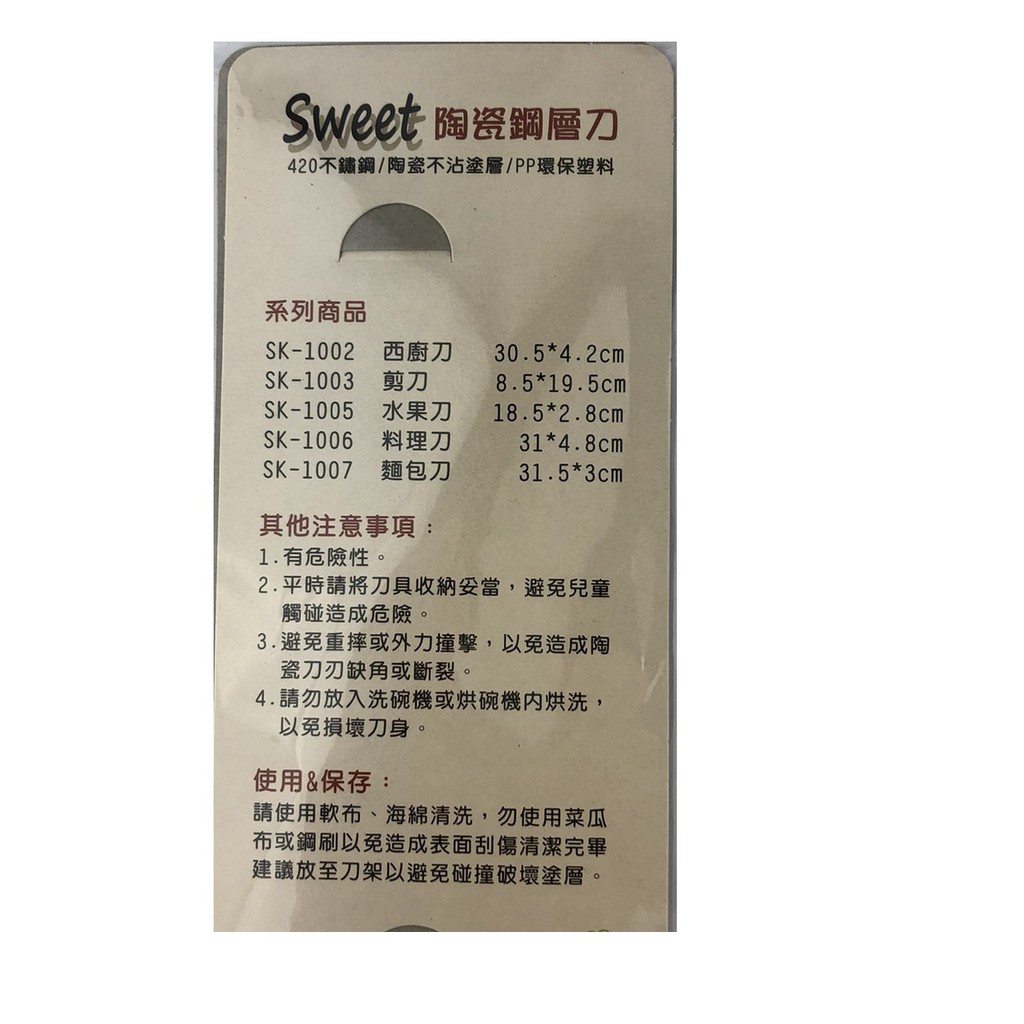 Sweet 陶瓷鋼層刀
420不鏽鋼/陶瓷不沾塗層/PP環保塑料
系列商品
SK-1002 西廚刀 30.5*4.2cm
SK-1003 剪刀 8.5*19.5cm
SK-1005 水果刀 18.5*2.8cm
SK-1006 料理刀 31*4.8cm
SK-1007 麵包刀 31.5*3cm
其他注意事項：
1.有危險性。
2.平時請將刀具收納妥當，避免兒童
觸碰造成危險。
3.避免重摔或外力撞擊，以免造成陶
瓷刀刃缺角或斷裂。
4.請勿放入洗碗機或烘碗機內烘洗，
以免損壞刀身。
使用&保存：
請使用軟布、海綿清洗，勿使用菜瓜
布或鋼刷以免造成表面刮傷清潔完畢
建議放至刀架以避免碰撞破壞塗層。